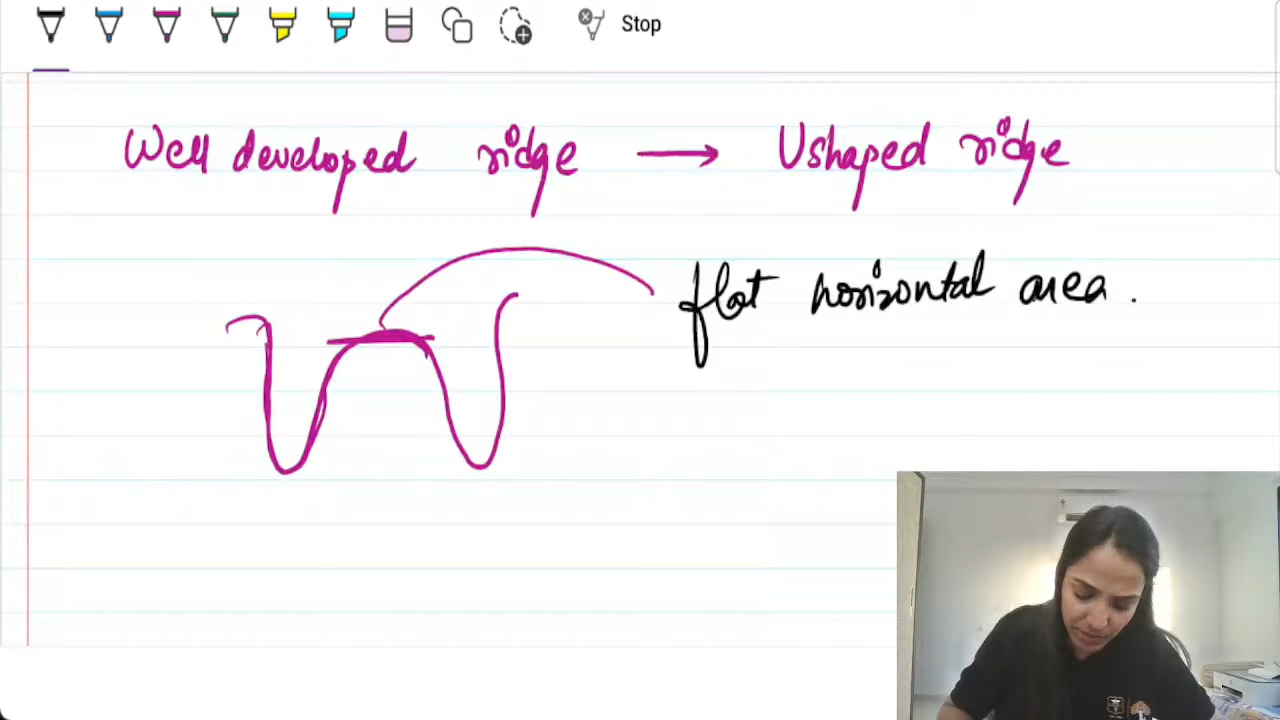 Stop
Well developed ridge → Ushaped ridge
flat horizontal area.